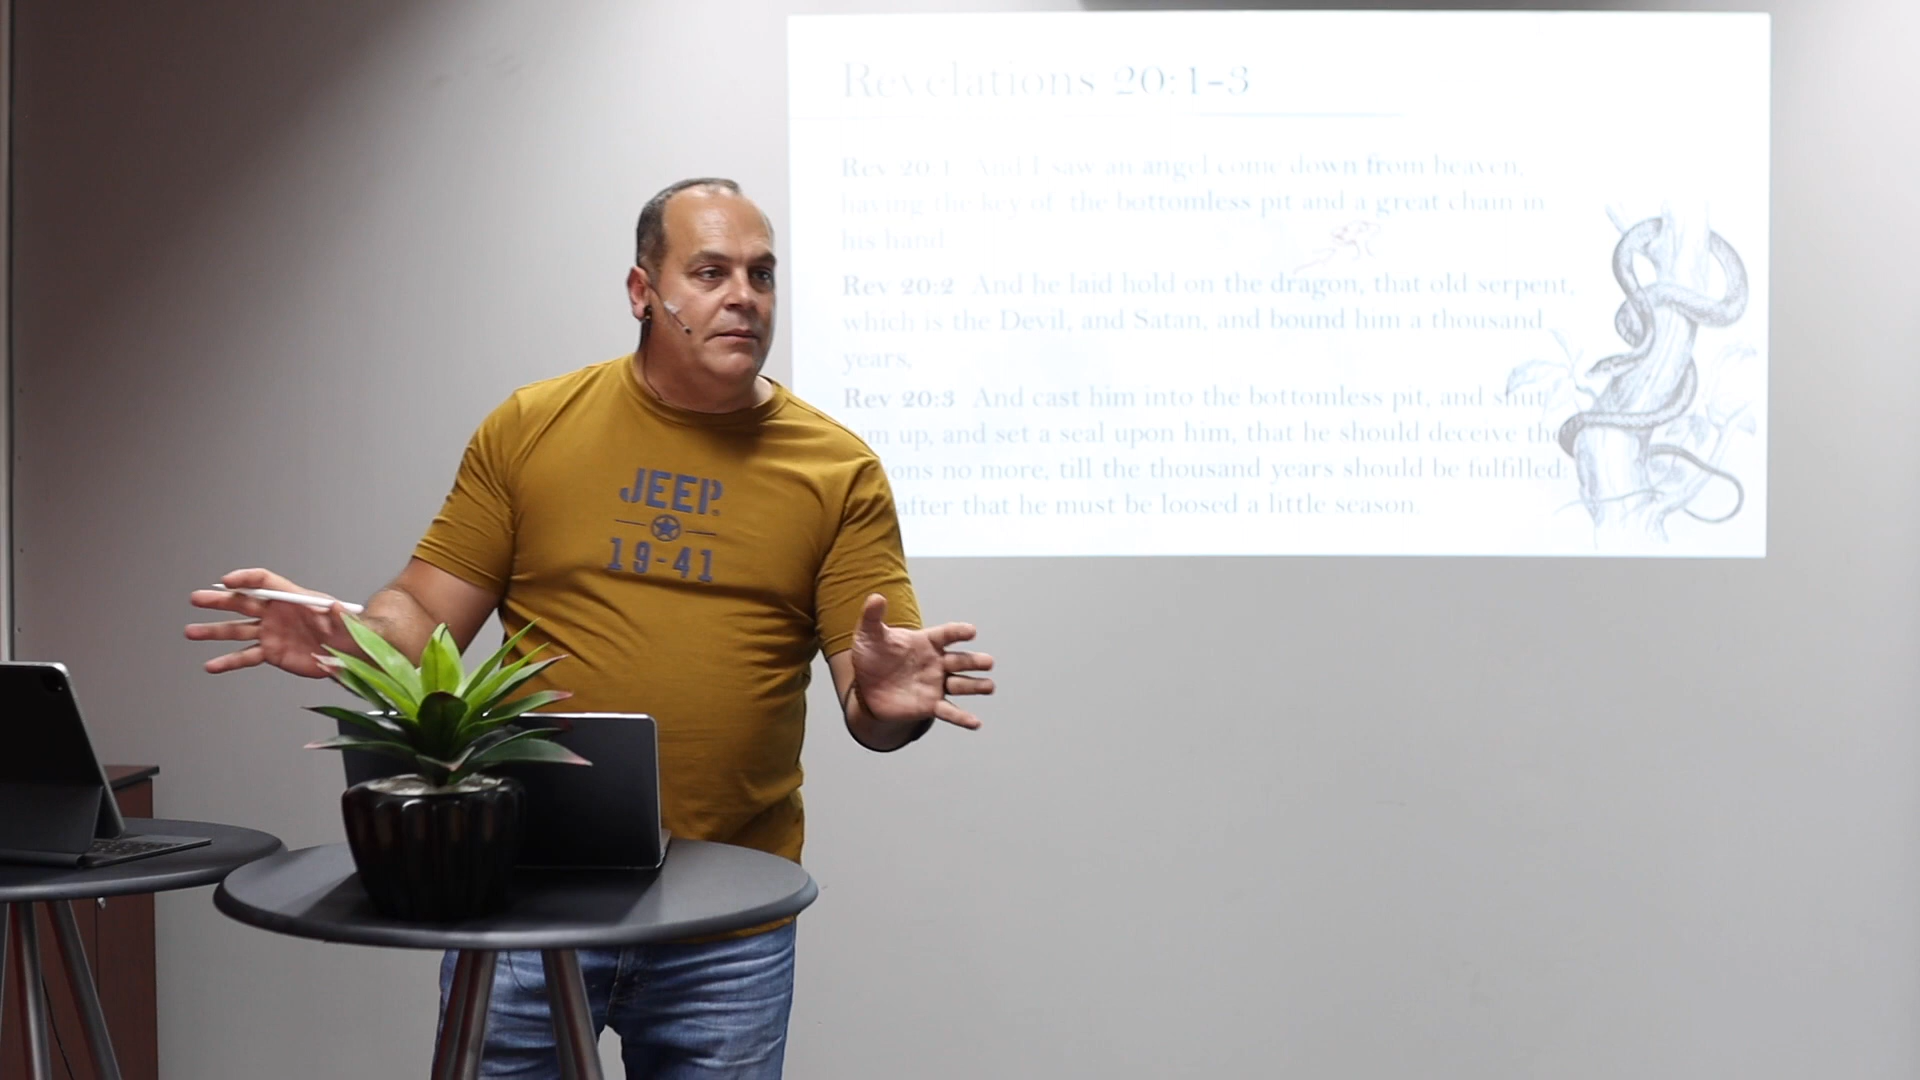 Revelations 20:1-3
Rev 20:1 And I saw an angel come down from heaven,
having the key of the bottomless pit and a great chain in
his hand
Rev 20:2 And he laid hold on the dragon, that old serpent,
which is the Devil, and Satan, and bound him a thousand
years,
Rev 20:3 And cast him into the bottomless pit, and shut
up, and set a seal upon him, that he should deceive the
no more, till the thousand years should be fulfilled:
after that he must be loosed a little season.
JEEP®
19-41